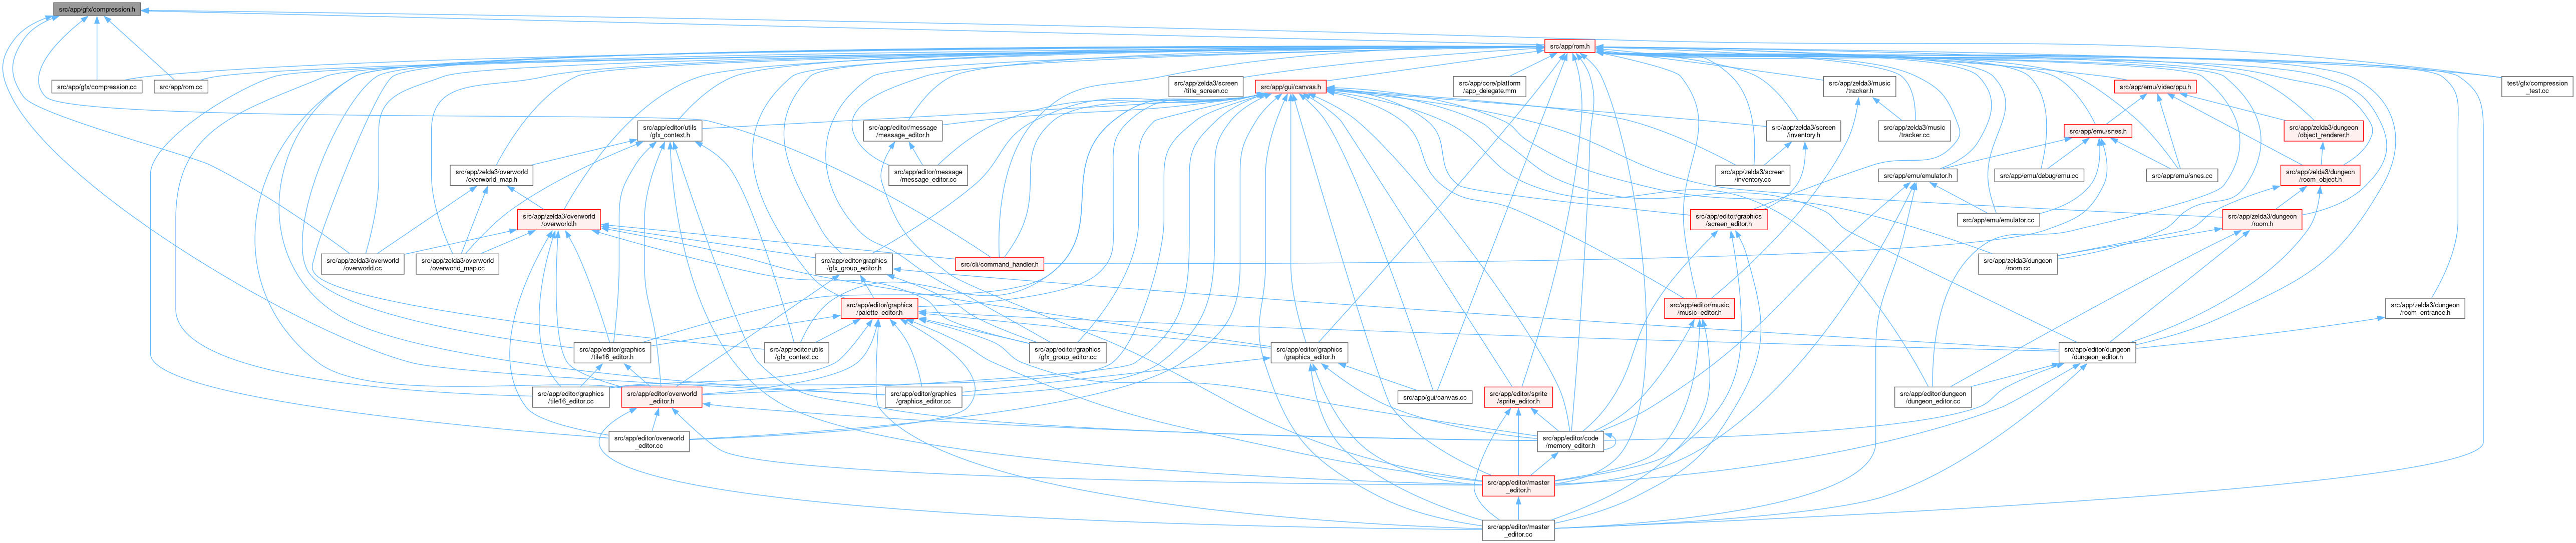 src/app/gfx/compression.h
src/app/rom.h
src/app/gfx/compression.cc
src/app/rom.cc
src/app/zelda3/screen
/title_screen.cc
src/app/gui/canvas.h
src/app/core/platform
/app_delegate.mm
src/app/zelda3/music
/tracker.h
src/app/emu/video/ppu.h
test/gfx/compression
_test.cc
src/app/editor/utils
/gfx_context.h
src/app/editor/message
/message_editor.h
src/app/zelda3/screen
/inventory.h
src/app/zelda3/music
/tracker.cc
src/app/emu/snes.h
src/app/zelda3/dungeon
/object_renderer.h
src/app/zelda3/overworld
/overworld_map.h
src/app/editor/message
/message_editor.cc
src/app/zelda3/screen
/inventory.cc
src/app/emu/emulator.h
src/app/emu/debug/emu.cc
src/app/emu/snes.cc
src/app/zelda3/dungeon
/room_object.h
src/app/zelda3/overworld
/overworld.h
src/app/editor/graphics
/screen_editor.h
src/app/emu/emulator.cc
src/app/zelda3/dungeon
/room.h
src/app/zelda3/overworld
/overworld.cc
src/app/zelda3/overworld
/overworld_map.cc
src/app/editor/graphics
/gfx_group_editor.h
src/cli/command_handler.h
src/app/zelda3/dungeon
/room.cc
src/app/editor/graphics
/palette_editor.h
src/app/editor/music
/music_editor.h
src/app/zelda3/dungeon
/room_entrance.h
src/app/editor/graphics
/tile16_editor.h
src/app/editor/utils
/gfx_context.cc
src/app/editor/graphics
/gfx_group_editor.cc
src/app/editor/graphics
/graphics_editor.h
src/app/editor/dungeon
/dungeon_editor.h
src/app/editor/graphics
/tile16_editor.cc
src/app/editor/overworld
_editor.h
src/app/editor/graphics
/graphics_editor.cc
src/app/gui/canvas.cc
src/app/editor/sprite
/sprite_editor.h
src/app/editor/dungeon
/dungeon_editor.cc
src/app/editor/overworld
_editor.cc
src/app/editor/code
/memory_editor.h
src/app/editor/master
_editor.h
src/app/editor/master
_editor.cc